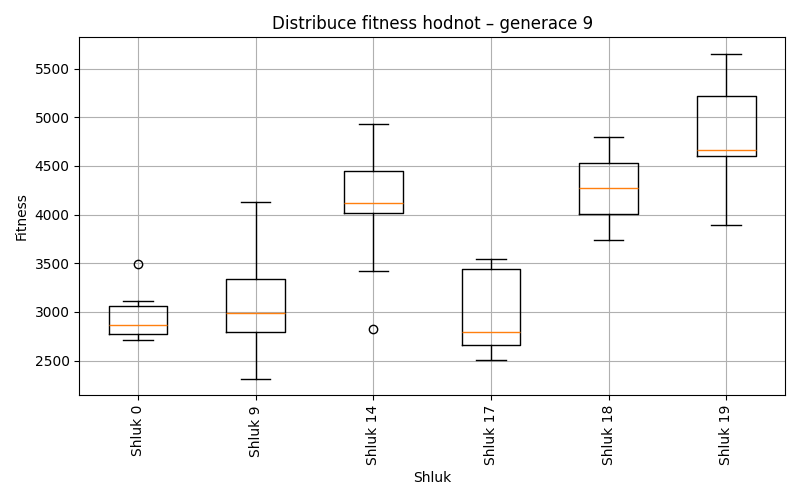 Distribuce fitness hodnot – generace 9
Fitness
5500
5000
4500
4000
3500
3000
2500
Shluk 0
Shluk 9
Shluk 14
Shluk 17
Shluk 18
Shluk 19
Shluk